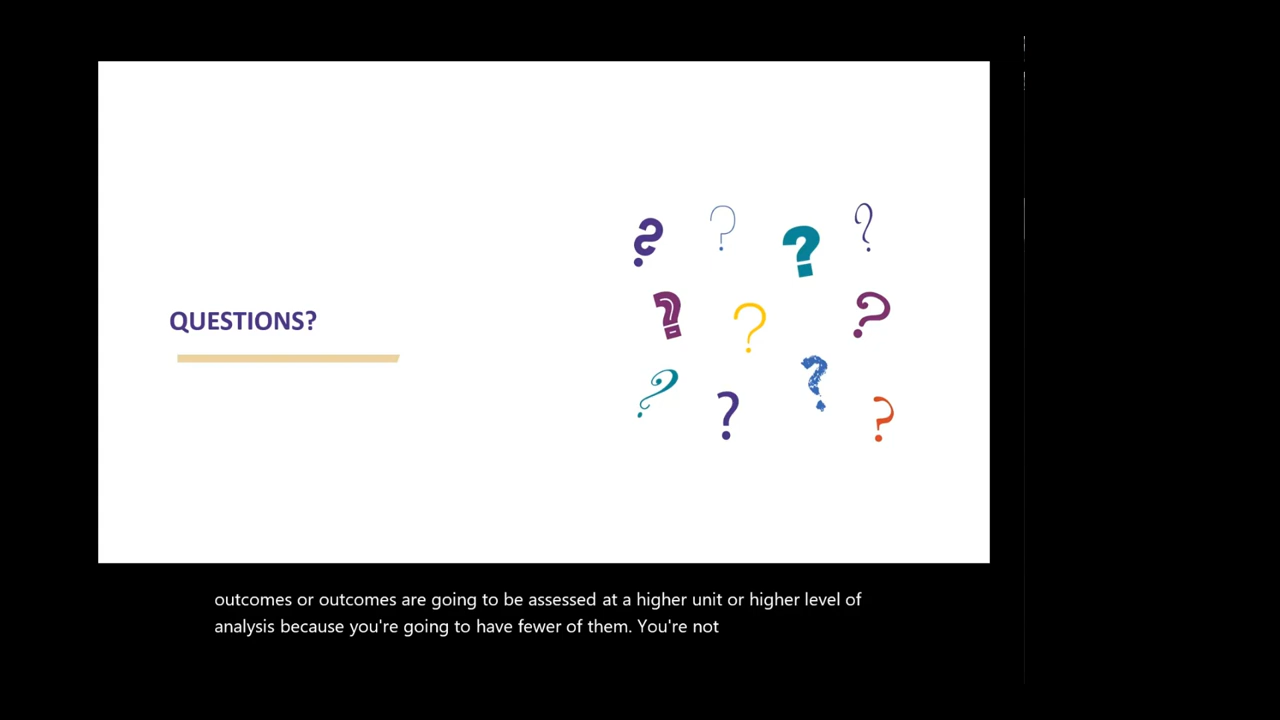 ? ? ? ?
QUESTIONS?
? ? ?
? ? ? ?
outcomes or outcomes are going to be assessed at a higher unit or higher level of
analysis because you're going to have fewer of them. You're not